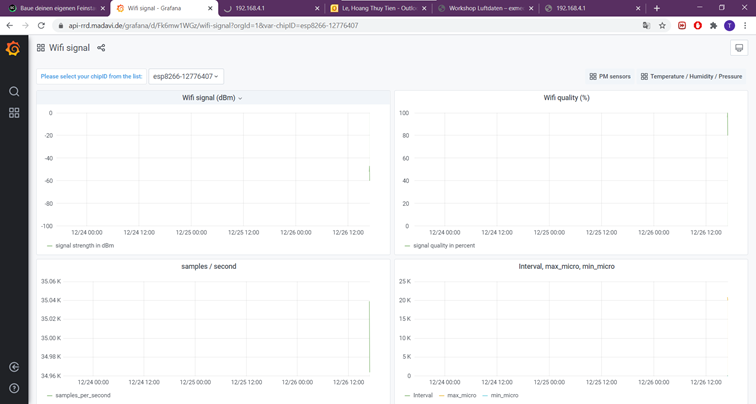 Baue deinen eigenen Feinsta
Wifi signal - Grafana
192.168.4.1
Le, Hoang Thuy Tien - Outlo
Workshop Luftdaten – exme
192.168.4.1
api-rrd.madavi.de/grafana/d/Fk6mw1WGz/wifi-signal?orgId=1&var-chipID=esp8266-12776407
T
Wifi signal
Please select your chipID from the list:
esp8266-12776407
PM sensors
Temperature / Humidity / Pressure
Wifi signal (dBm)
0
-20
-40
-60
-80
-100
12/24 00:00 12/24 12:00 12/25 00:00 12/25 12:00 12/26 00:00 12/26 12:00
signal strength in dBm
Wifi quality (%)
100
80
60
40
20
0
12/24 00:00 12/24 12:00 12/25 00:00 12/25 12:00 12/26 00:00 12/26 12:00
signal quality in percent
samples / second
35.06 K
35.04 K
35.02 K
35.00 K
34.98 K
34.96 K
12/24 00:00 12/24 12:00 12/25 00:00 12/25 12:00 12/26 00:00 12/26 12:00
samples_per_second
Interval, max_micro, min_micro
25 K
20 K
15 K
10 K
5 K
0
12/24 00:00 12/24 12:00 12/25 00:00 12/25 12:00 12/26 00:00 12/26 12:00
Interval max_micro min_micro